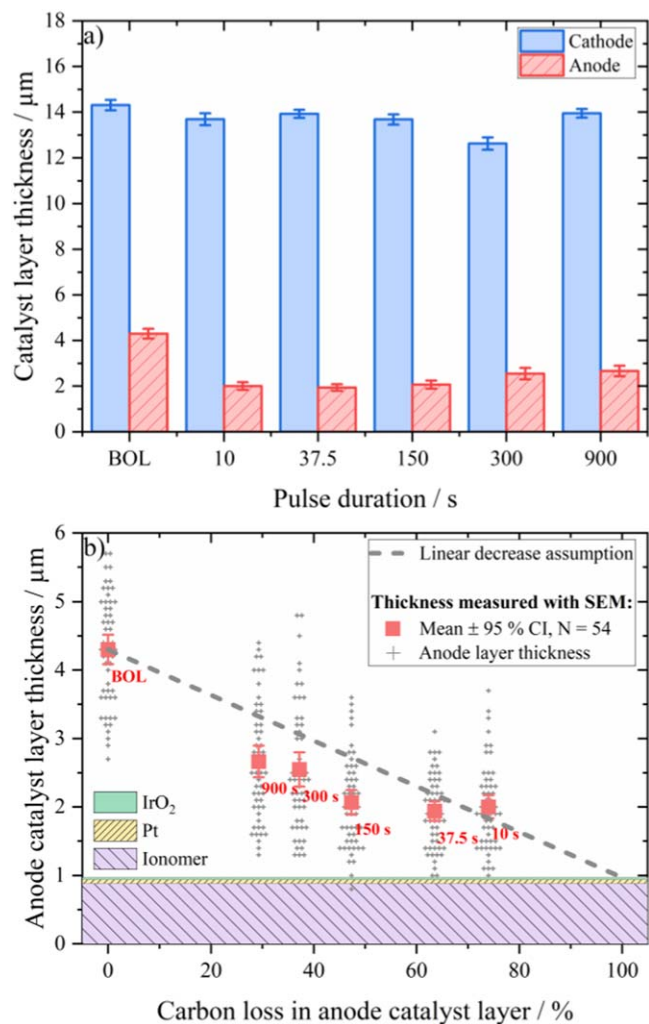 a)
Cathode
Anode
Catalyst layer thickness / µm
18
16
14
12
10
8
6
4
2
0
BOL 10 37.5 150 300 900
Pulse duration / s
b)
Linear decrease assumption
Thickness measured with SEM:
Mean ± 95 % CI, N = 54
Anode layer thickness
Anode catalyst layer thickness / µm
6
5
4
3
2
1
0
BOL
900 s
300 s
150 s
37.5 s
10 s
IrO₂
Pt
Ionomer
0 20 40 60 80 100
Carbon loss in anode catalyst layer / %